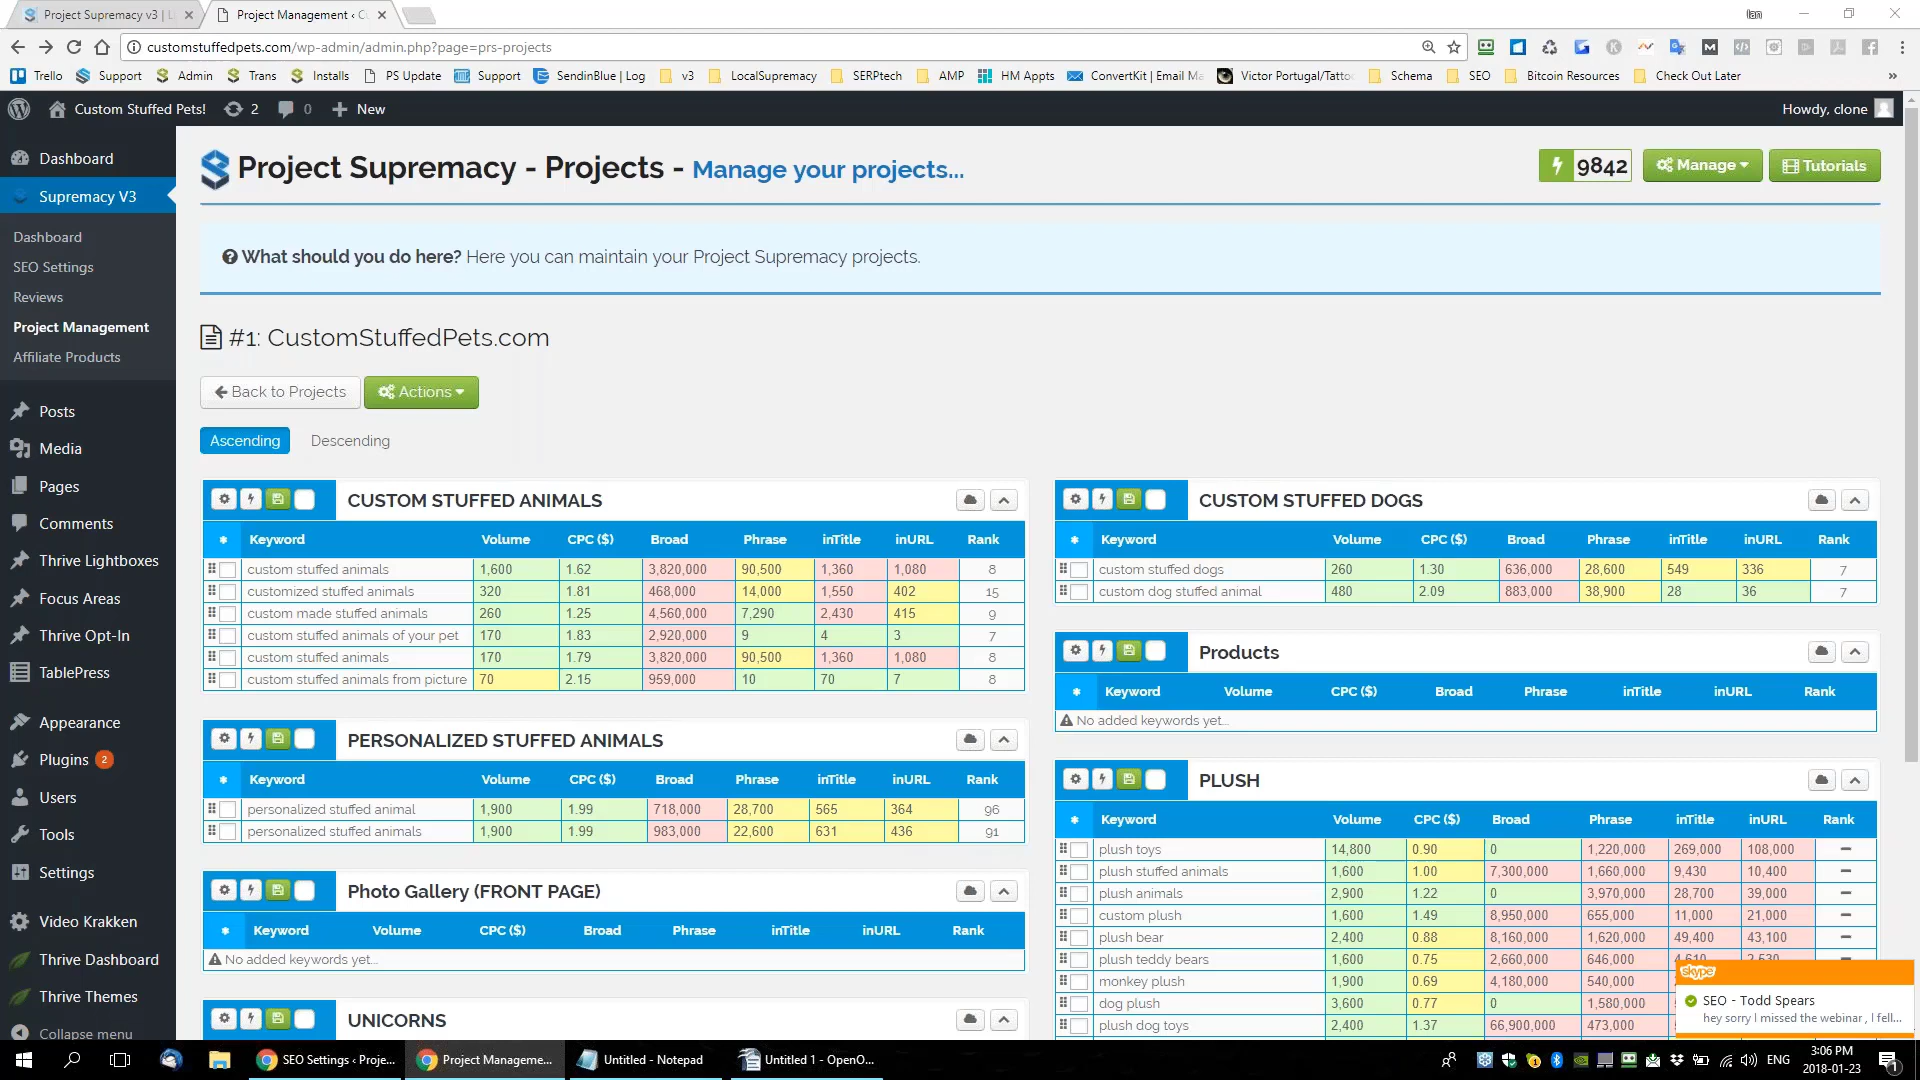 Project Supremacy v3 | L
Project Management ‹ Cu
Ian
customstuffedpets.com/wp-admin/admin.php?page=prs-projects
Trello
Support
Admin
Trans
Installs
PS Update
Support
SendinBlue | Log
v3
LocalSupremacy
SERPtech
AMP
HM Appts
ConvertKit | Email Ma
Victor Portugal/Tattoo
Schema
SEO
Bitcoin Resources
Check Out Later
»
Custom Stuffed Pets!
2
0
New
Howdy, clone
Dashboard
Supremacy V3
Dashboard
SEO Settings
Reviews
Project Management
Affiliate Products
Posts
Media
Pages
Comments
Thrive Lightboxes
Focus Areas
Thrive Opt-In
TablePress
Appearance
Plugins 2
Users
Tools
Settings
Video Krakken
Thrive Dashboard
Thrive Themes
Collapse menu
Project Supremacy - Projects - Manage your projects...
9842
Manage
Tutorials
What should you do here? Here you can maintain your Project Supremacy projects.
#1: CustomStuffedPets.com
Back to Projects
Actions
Ascending
Descending
CUSTOM STUFFED ANIMALS
Keyword Volume CPC ($) Broad Phrase inTitle inURL Rank
custom stuffed animals 1,600 1.62 3,820,000 90,500 1,360 1,080 8
customized stuffed animals 320 1.81 468,000 14,000 1,550 402 15
custom made stuffed animals 260 1.25 4,560,000 7,290 2,430 415 9
custom stuffed animals of your pet 170 1.83 2,920,000 9 4 3 7
custom stuffed animals 170 1.79 3,820,000 90,500 1,360 1,080 8
custom stuffed animals from picture 70 2.15 959,000 10 70 7 8
PERSONALIZED STUFFED ANIMALS
Keyword Volume CPC ($) Broad Phrase inTitle inURL Rank
personalized stuffed animal 1,900 1.99 718,000 28,700 565 364 96
personalized stuffed animals 1,900 1.99 983,000 22,600 631 436 91
Photo Gallery (FRONT PAGE)
Keyword Volume CPC ($) Broad Phrase inTitle inURL Rank
No added keywords yet...
UNICORNS
CUSTOM STUFFED DOGS
Keyword Volume CPC ($) Broad Phrase inTitle inURL Rank
custom stuffed dogs 260 1.30 636,000 28,600 549 336 7
custom dog stuffed animal 480 2.09 883,000 38,900 28 36 7
Products
Keyword Volume CPC ($) Broad Phrase inTitle inURL Rank
No added keywords yet...
PLUSH
Keyword Volume CPC ($) Broad Phrase inTitle inURL Rank
plush toys 14,800 0.90 0 1,220,000 269,000 108,000 –
plush stuffed animals 1,600 1.00 7,300,000 1,660,000 9,430 10,400 –
plush animals 2,900 1.22 0 3,970,000 28,700 39,000 –
custom plush 1,600 1.49 8,950,000 655,000 11,000 21,000 –
plush bear 2,400 0.88 8,160,000 1,620,000 49,400 43,100 –
plush teddy bears 1,600 0.75 2,660,000 646,000 4,610 2,630 –
monkey plush 1,900 0.69 4,180,000 540,000
dog plush 3,600 0.77 0 1,580,000
plush dog toys 2,400 1.37 66,900,000 473,000
skype
SEO - Todd Spears
hey sorry I missed the webinar , I fell...
SEO Settings ‹ Proje...
Project Manageme...
Untitled - Notepad
Untitled 1 - OpenO...
ENG
3:06 PM
2018-01-23
1